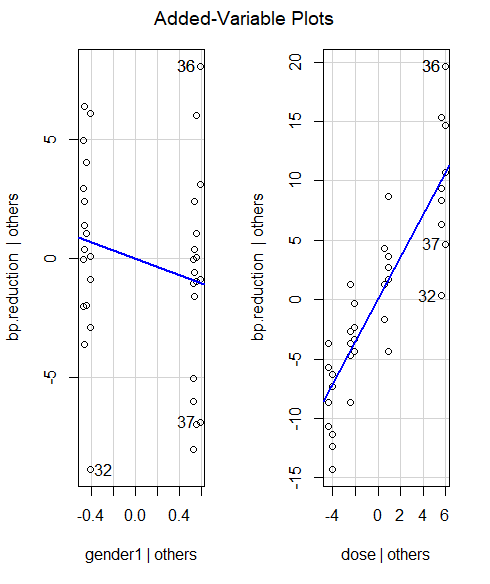 Added-Variable Plots
bp.reduction | others
5
0
-5
36
37
32
-0.4 0.0 0.4
gender1 | others
bp.reduction | others
20
15
10
5
0
-5
-10
-15
36
37
32
-4 0 2 4 6
dose | others